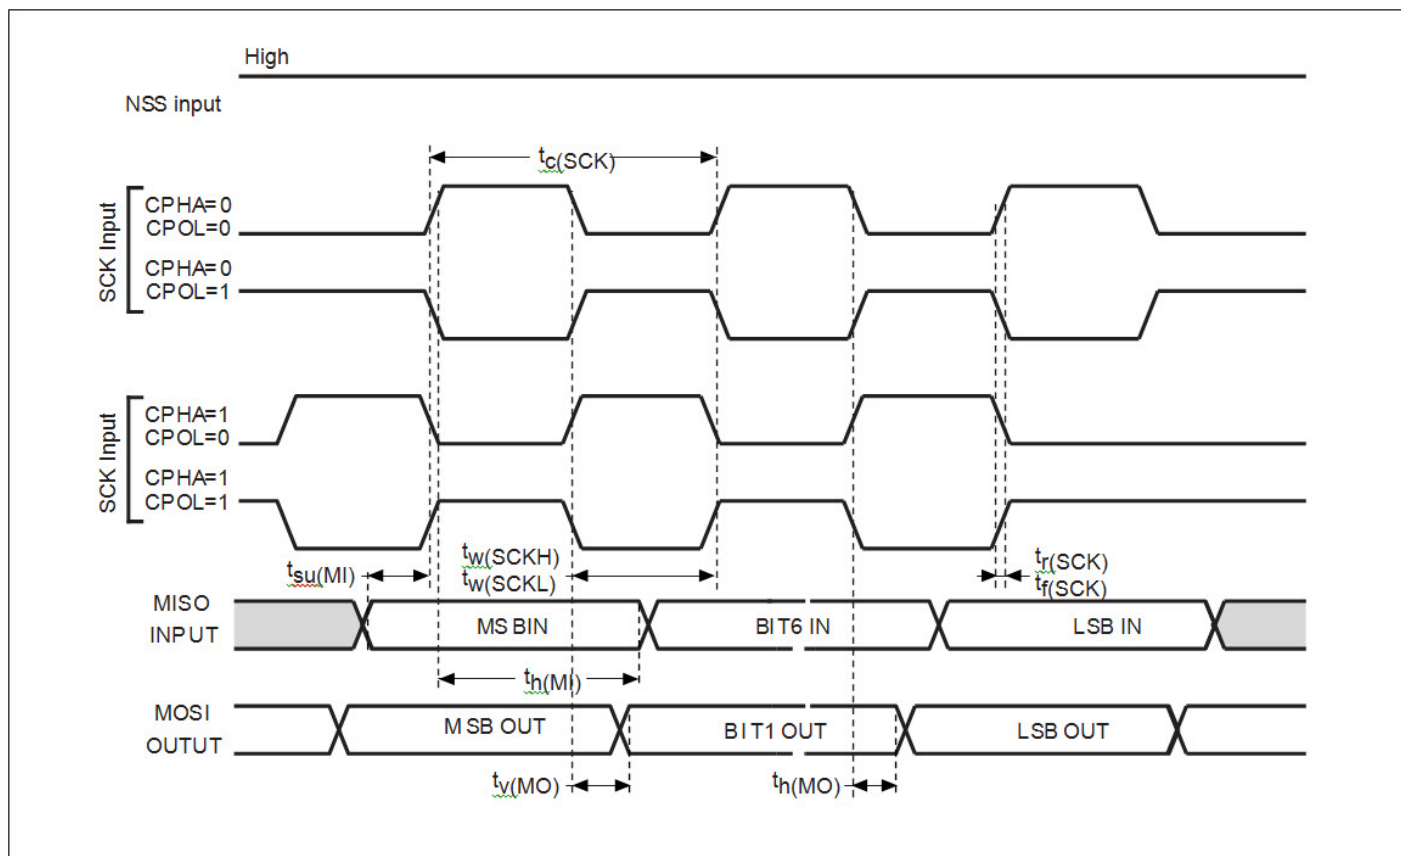 High
NSS input
tc(SCK)
SCK Input
CPHA=0
CPOL=0
CPHA=0
CPOL=1
SCK Input
CPHA=1
CPOL=0
CPHA=1
CPOL=1
tsu(MI)
tw(SCKH)
tw(SCKL)
tr(SCK)
tf(SCK)
MISO
INPUT
MS BIN
BIT6 IN
LSB IN
th(MI)
MOSI
OUTUT
MSB OUT
BIT1 OUT
LSB OUT
tv(MO)
th(MO)